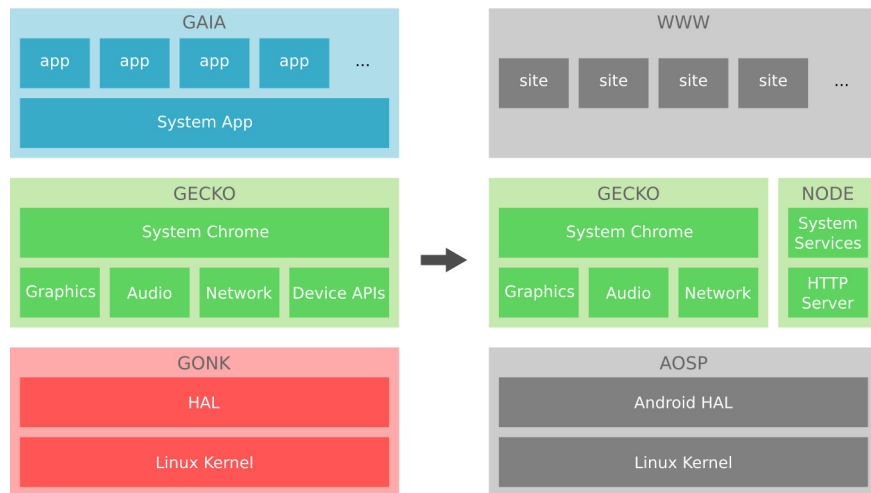 GAIA
app app app app ...
System App
GECKO
System Chrome
Graphics Audio Network Device APIs
GONK
HAL
Linux Kernel
WWW
site site site site ...
GECKO
System Chrome
Graphics Audio Network
NODE
System
Services
HTTP
Server
AOSP
Android HAL
Linux Kernel